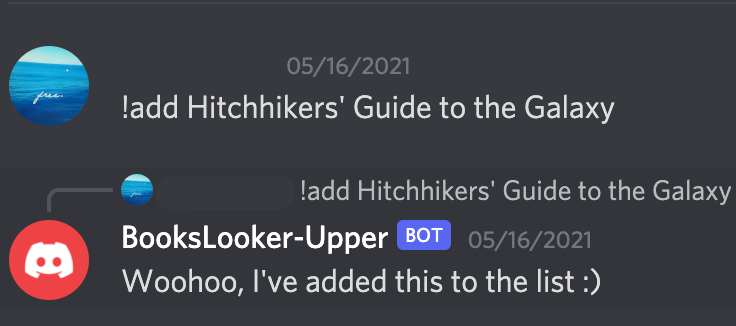 05/16/2021
!add Hitchhikers' Guide to the Galaxy
!add Hitchhikers' Guide to the Galaxy
BooksLooker-Upper BOT 05/16/2021
Woohoo, I've added this to the list :)